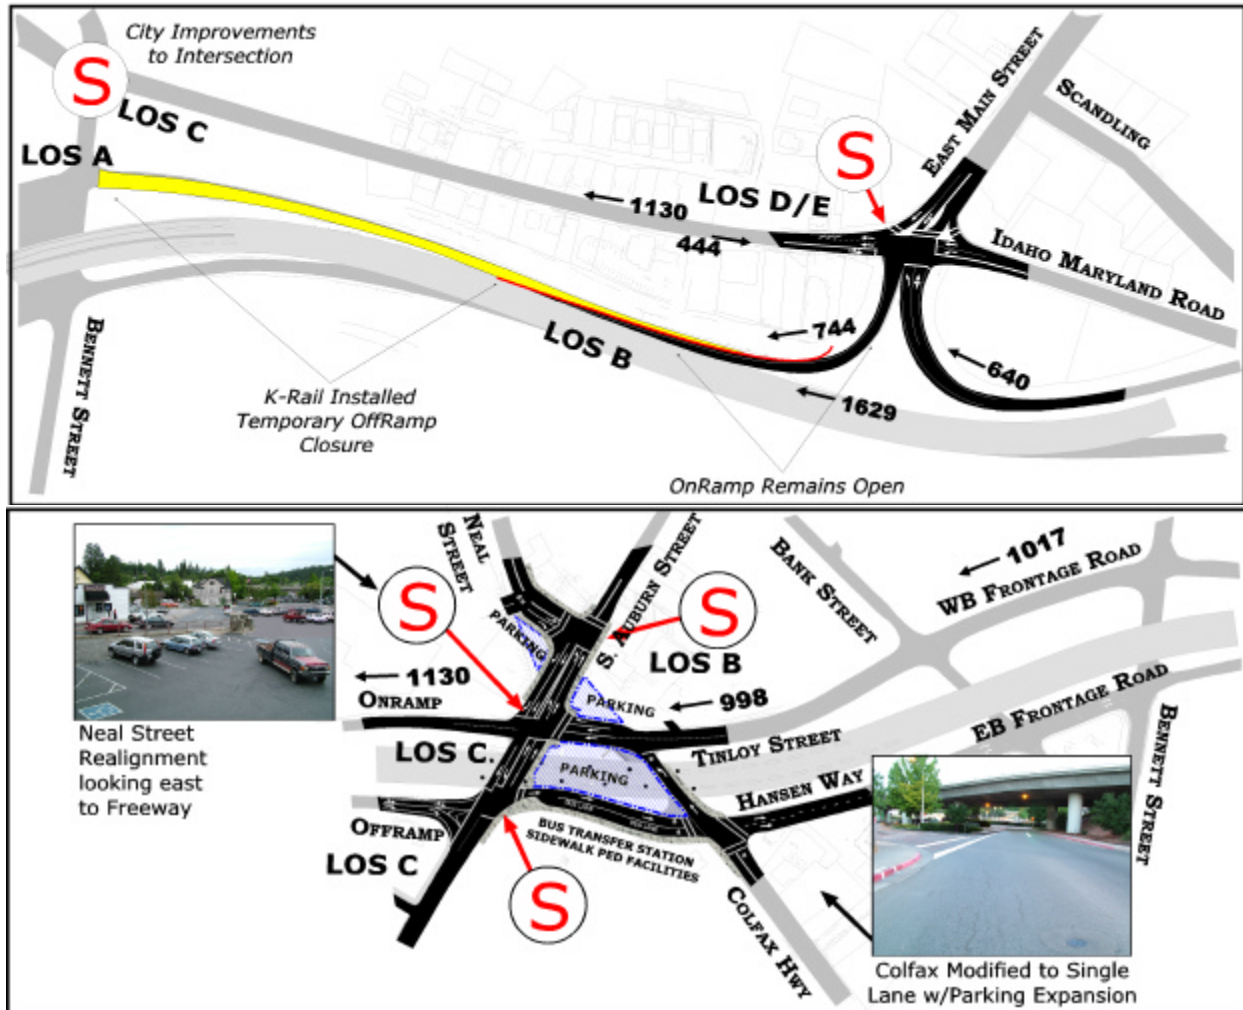 City Improvements
to Intersection
S
LOS C
LOS A
S
EAST MAIN STREET
SCANDLING
LOS D/E
1130
444
IDAHO MARYLAND ROAD
744
640
LOS B
1629
BENNETT STREET
K-Rail Installed
Temporary OffRamp
Closure
OnRamp Remains Open
NEAL
STREET
S. AUBURN STREET
BANK STREET
1017
WB FRONTAGE ROAD
S
S
PARKING
LOS B
1130
ONRAMP
PARKING
998
EB FRONTAGE ROAD
BENNETT STREET
Neal Street
Realignment
looking east
to Freeway
LOS C
PARKING
TINLOY STREET
HANSEN WAY
OFFRAMP
BUS TRANSFER STATION
SIDEWALK PED FACILITIES
LOS C
S
COLFAX HWY
Colfax Modified to Single
Lane w/Parking Expansion